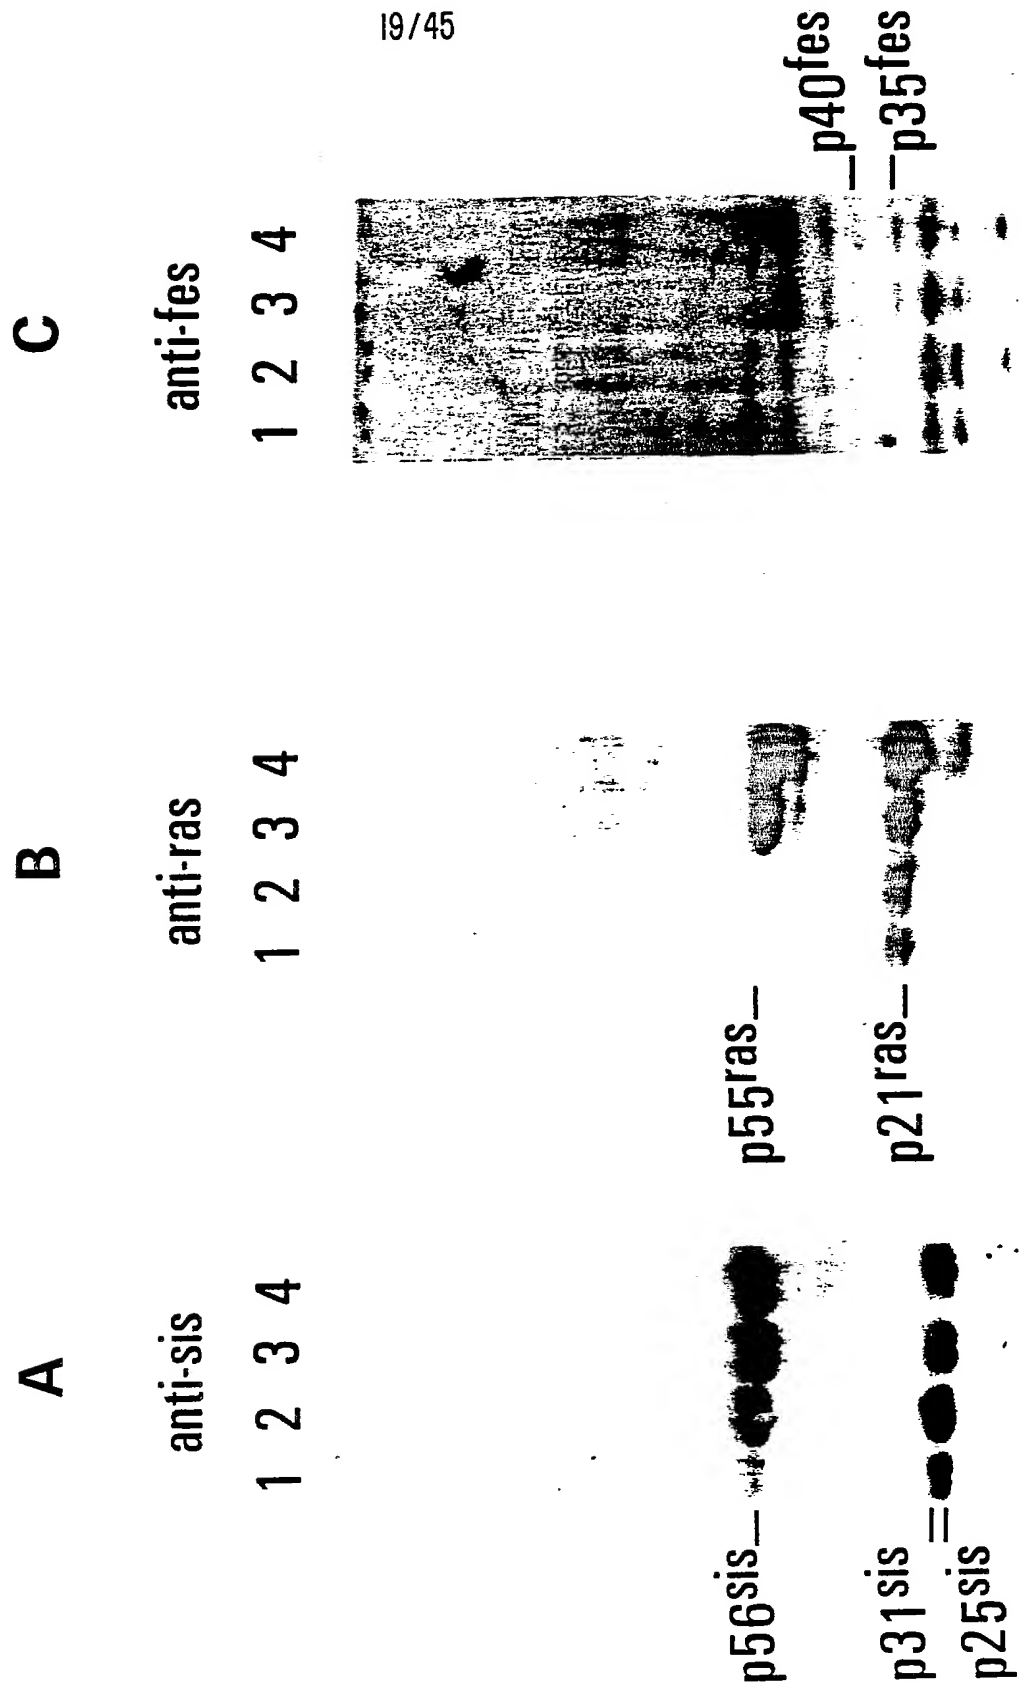 19/45
A
anti-sis
1 2 3 4
p56sis
p31sis
p25sis
B
anti-ras
1 2 3 4
p55ras
p21ras
C
anti-fes
1 2 3 4
p40fes
p35fes